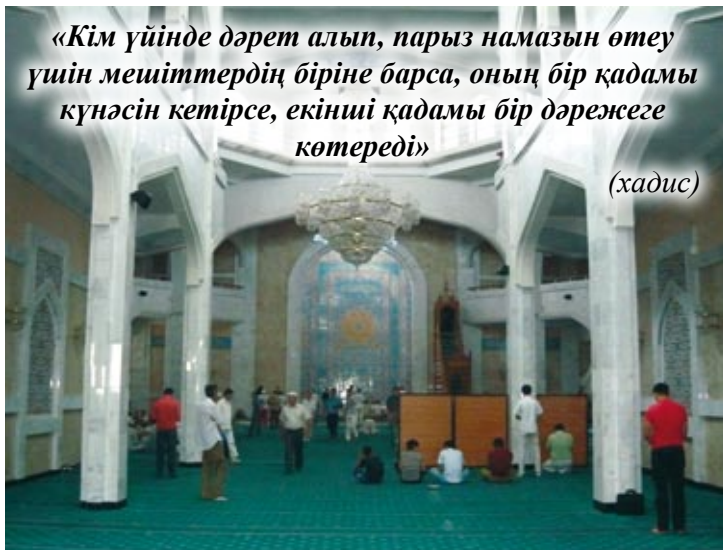 «Кім үйінде дәрет алып, парыз намазын өтеу
үшін мешіттердің біріне барса, оның бір қадамы
күнәсін кетірсе, екінші қадамы бір дәрежеге
көтереді»
(хадис)